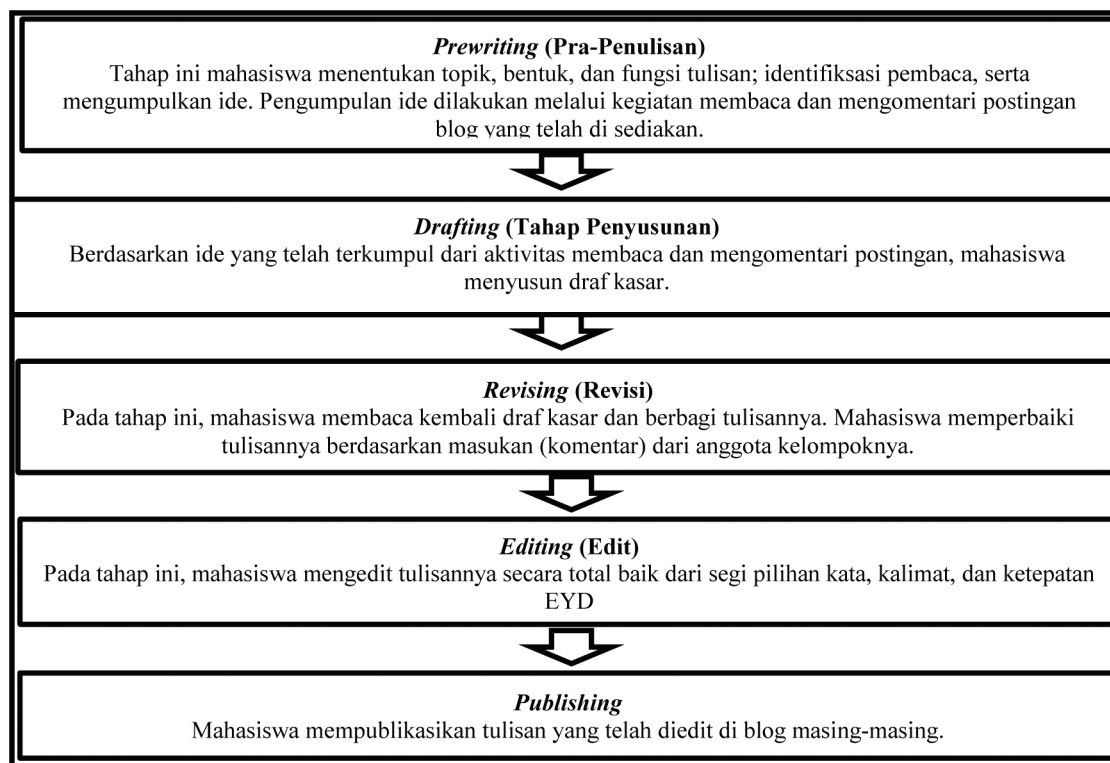 Prewriting (Pra-Penulisan)
Tahap ini mahasiswa menentukan topik, bentuk, dan fungsi tulisan; identifiksasi pembaca, serta
mengumpulkan ide. Pengumpulan ide dilakukan melalui kegiatan membaca dan mengomentari postingan
blog yang telah di sediakan.
Drafting (Tahap Penyusunan)
Berdasarkan ide yang telah terkumpul dari aktivitas membaca dan mengomentari postingan, mahasiswa
menyusun draf kasar.
Revising (Revisi)
Pada tahap ini, mahasiswa membaca kembali draf kasar dan berbagi tulisannya. Mahasiswa memperbaiki
tulisannya berdasarkan masukan (komentar) dari anggota kelompoknya.
Editing (Edit)
Pada tahap ini, mahasiswa mengedit tulisannya secara total baik dari segi pilihan kata, kalimat, dan ketepatan
EYD
Publishing
Mahasiswa mempublikasikan tulisan yang telah diedit di blog masing-masing.